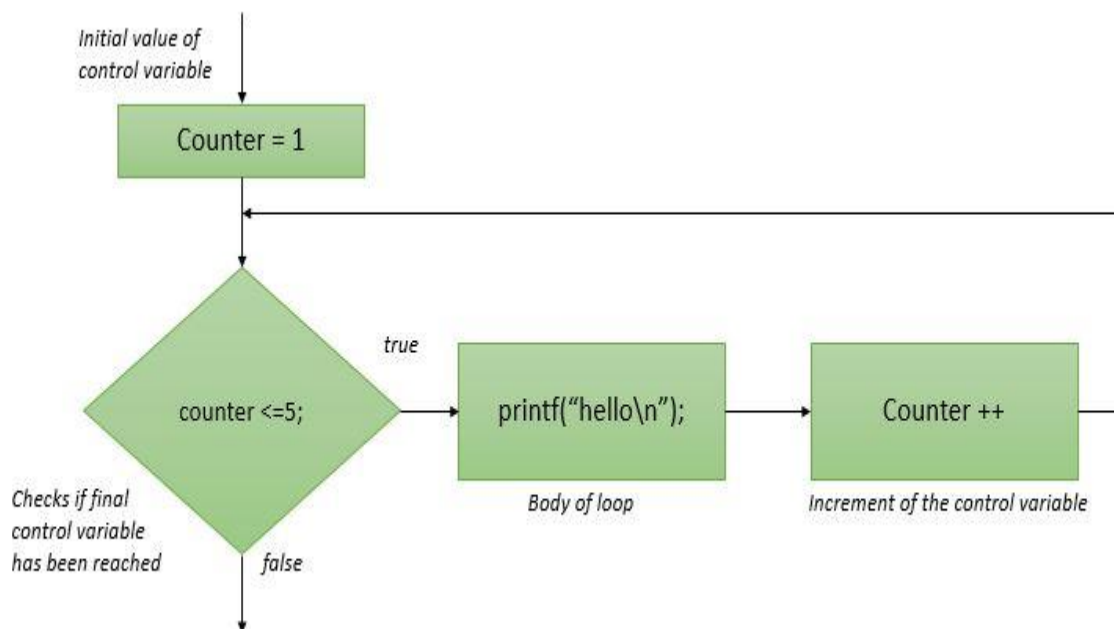 Initial value of
control variable
Counter = 1
counter <=5;
true
printf(“hello\n”);
Counter ++
Checks if final
control variable
has been reached
false
Body of loop
Increment of the control variable